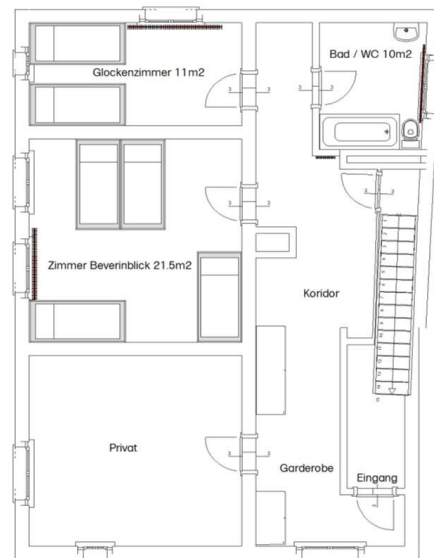 Bad / WC 10m2
Glockenzimmer 11m2
Zimmer Beverinblick 21.5m2
Koridor
Privat
Garderobe
Eingang